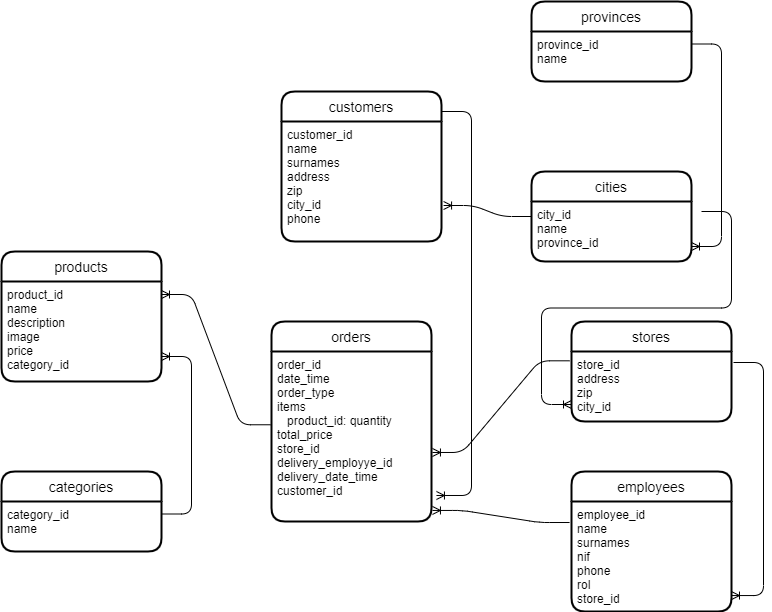 provinces
province_id
name
customers
customer_id
name
surnames
address
zip
city_id
phone
cities
city_id
name
province_id
products
product_id
name
description
image
price
category_id
orders
order_id
date_time
order_type
items
product_id: quantity
total_price
store_id
delivery_employye_id
delivery_date_time
customer_id
stores
store_id
address
zip
city_id
categories
category_id
name
employees
employee_id
name
surnames
nif
phone
rol
store_id